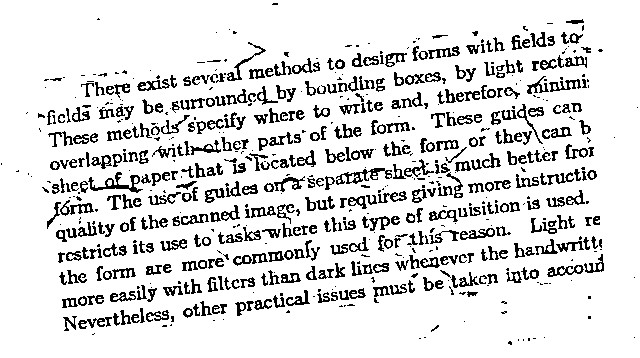 There exist several methods to design forms with fields to
fields may be surrounded by bounding boxes, by light rectan
These methods specify where to write and, therefore, minimi
overlapping with other parts of the form. These guides can
sheet of paper that is located below the form or they can b
form. The use of guides on a separate sheet is much better from
quality of the scanned image, but requires giving more instructio
restricts its use to tasks where this type of acquisition is used.
the form are more commonly used for this reason. Light re
more easily with filters than dark lines whenever the handwritte
Nevertheless, other practical issues must be taken into account